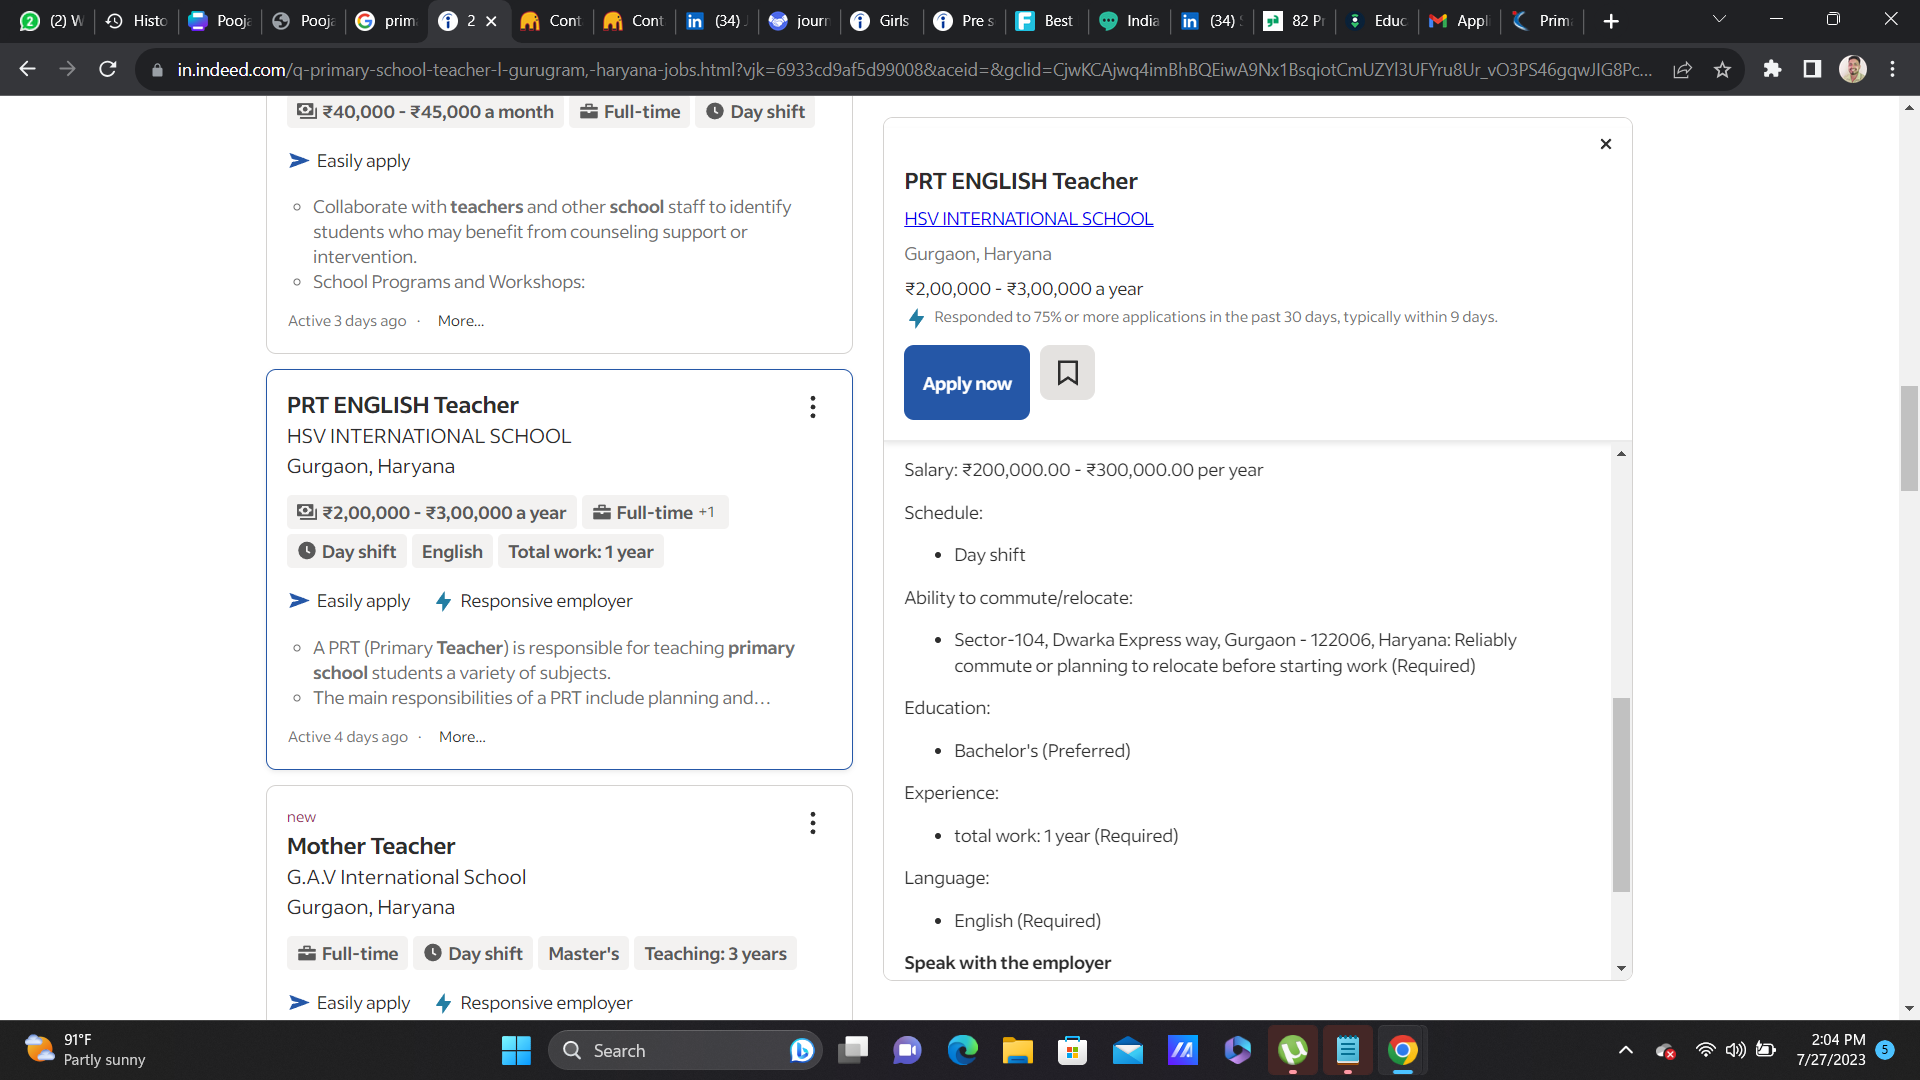 (2) W
Histo
Pooja
Pooja
prima
2
Cont
Cont
(34) J
journ
Girls
Pre s
Best
India
(34) S
82 Pr
Educ
Appli
Prima
in.indeed.com/q-primary-school-teacher-l-gurugram,-haryana-jobs.html?vjk=6933cd9af5d99008&aceid=&gclid=CjwKCAjwq4imBhBQEiwA9Nx1BsqiotCmUZYl3UFYru8Ur_vO3PS46gqwJIG8Pc...
₹40,000 - ₹45,000 a month
Full-time
Day shift
Easily apply
Collaborate with teachers and other school staff to identify
students who may benefit from counseling support or
intervention.
School Programs and Workshops:
Active 3 days ago · More...
PRT ENGLISH Teacher
HSV INTERNATIONAL SCHOOL
Gurgaon, Haryana
₹2,00,000 - ₹3,00,000 a year
Full-time +1
Day shift
English
Total work: 1 year
Easily apply
Responsive employer
A PRT (Primary Teacher) is responsible for teaching primary
school students a variety of subjects.
The main responsibilities of a PRT include planning and…
Active 4 days ago · More...
new
Mother Teacher
G.A.V International School
Gurgaon, Haryana
Full-time
Day shift
Master's
Teaching: 3 years
Easily apply
Responsive employer
PRT ENGLISH Teacher
HSV INTERNATIONAL SCHOOL
Gurgaon, Haryana
₹2,00,000 - ₹3,00,000 a year
Responded to 75% or more applications in the past 30 days, typically within 9 days.
Apply now
Salary: ₹200,000.00 - ₹300,000.00 per year
Schedule:
Day shift
Ability to commute/relocate:
Sector-104, Dwarka Express way, Gurgaon - 122006, Haryana: Reliably
commute or planning to relocate before starting work (Required)
Education:
Bachelor's (Preferred)
Experience:
total work: 1 year (Required)
Language:
English (Required)
Speak with the employer
91°F
Partly sunny
Search
2:04 PM
7/27/2023
5